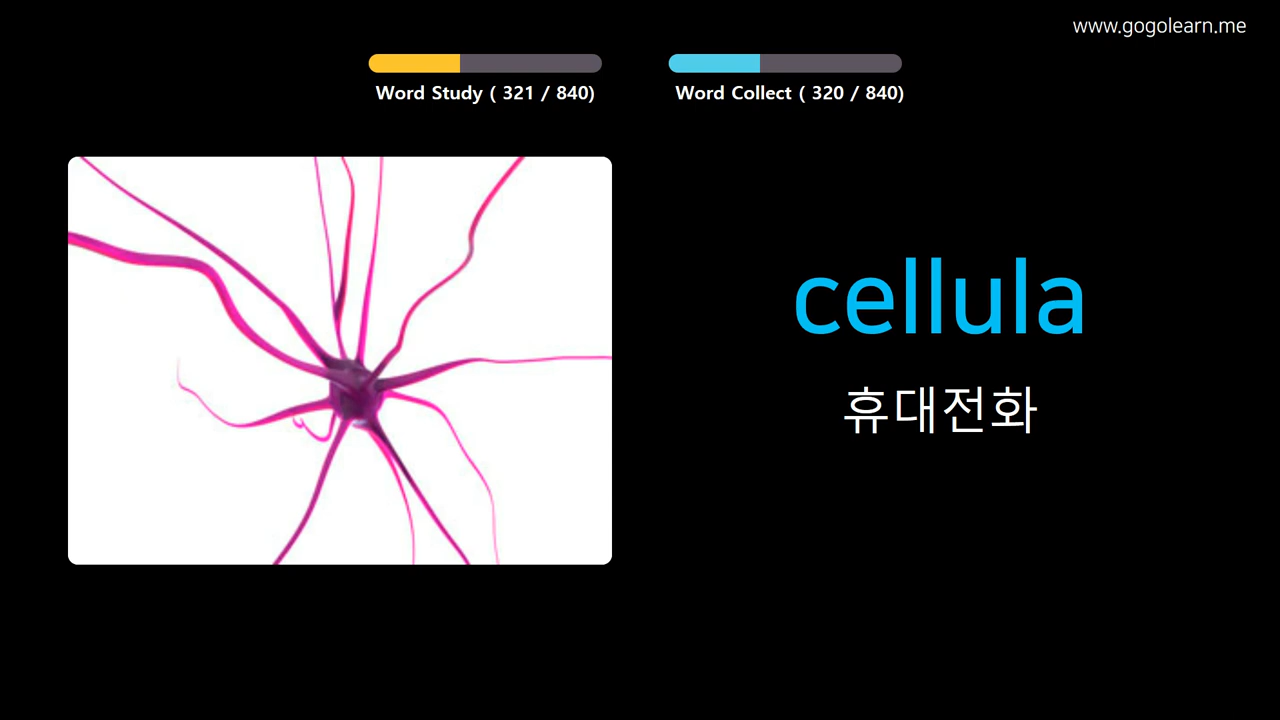 www.gogolearn.me
Word Study ( 321 / 840)
Word Collect ( 320 / 840)
cellula
휴대전화